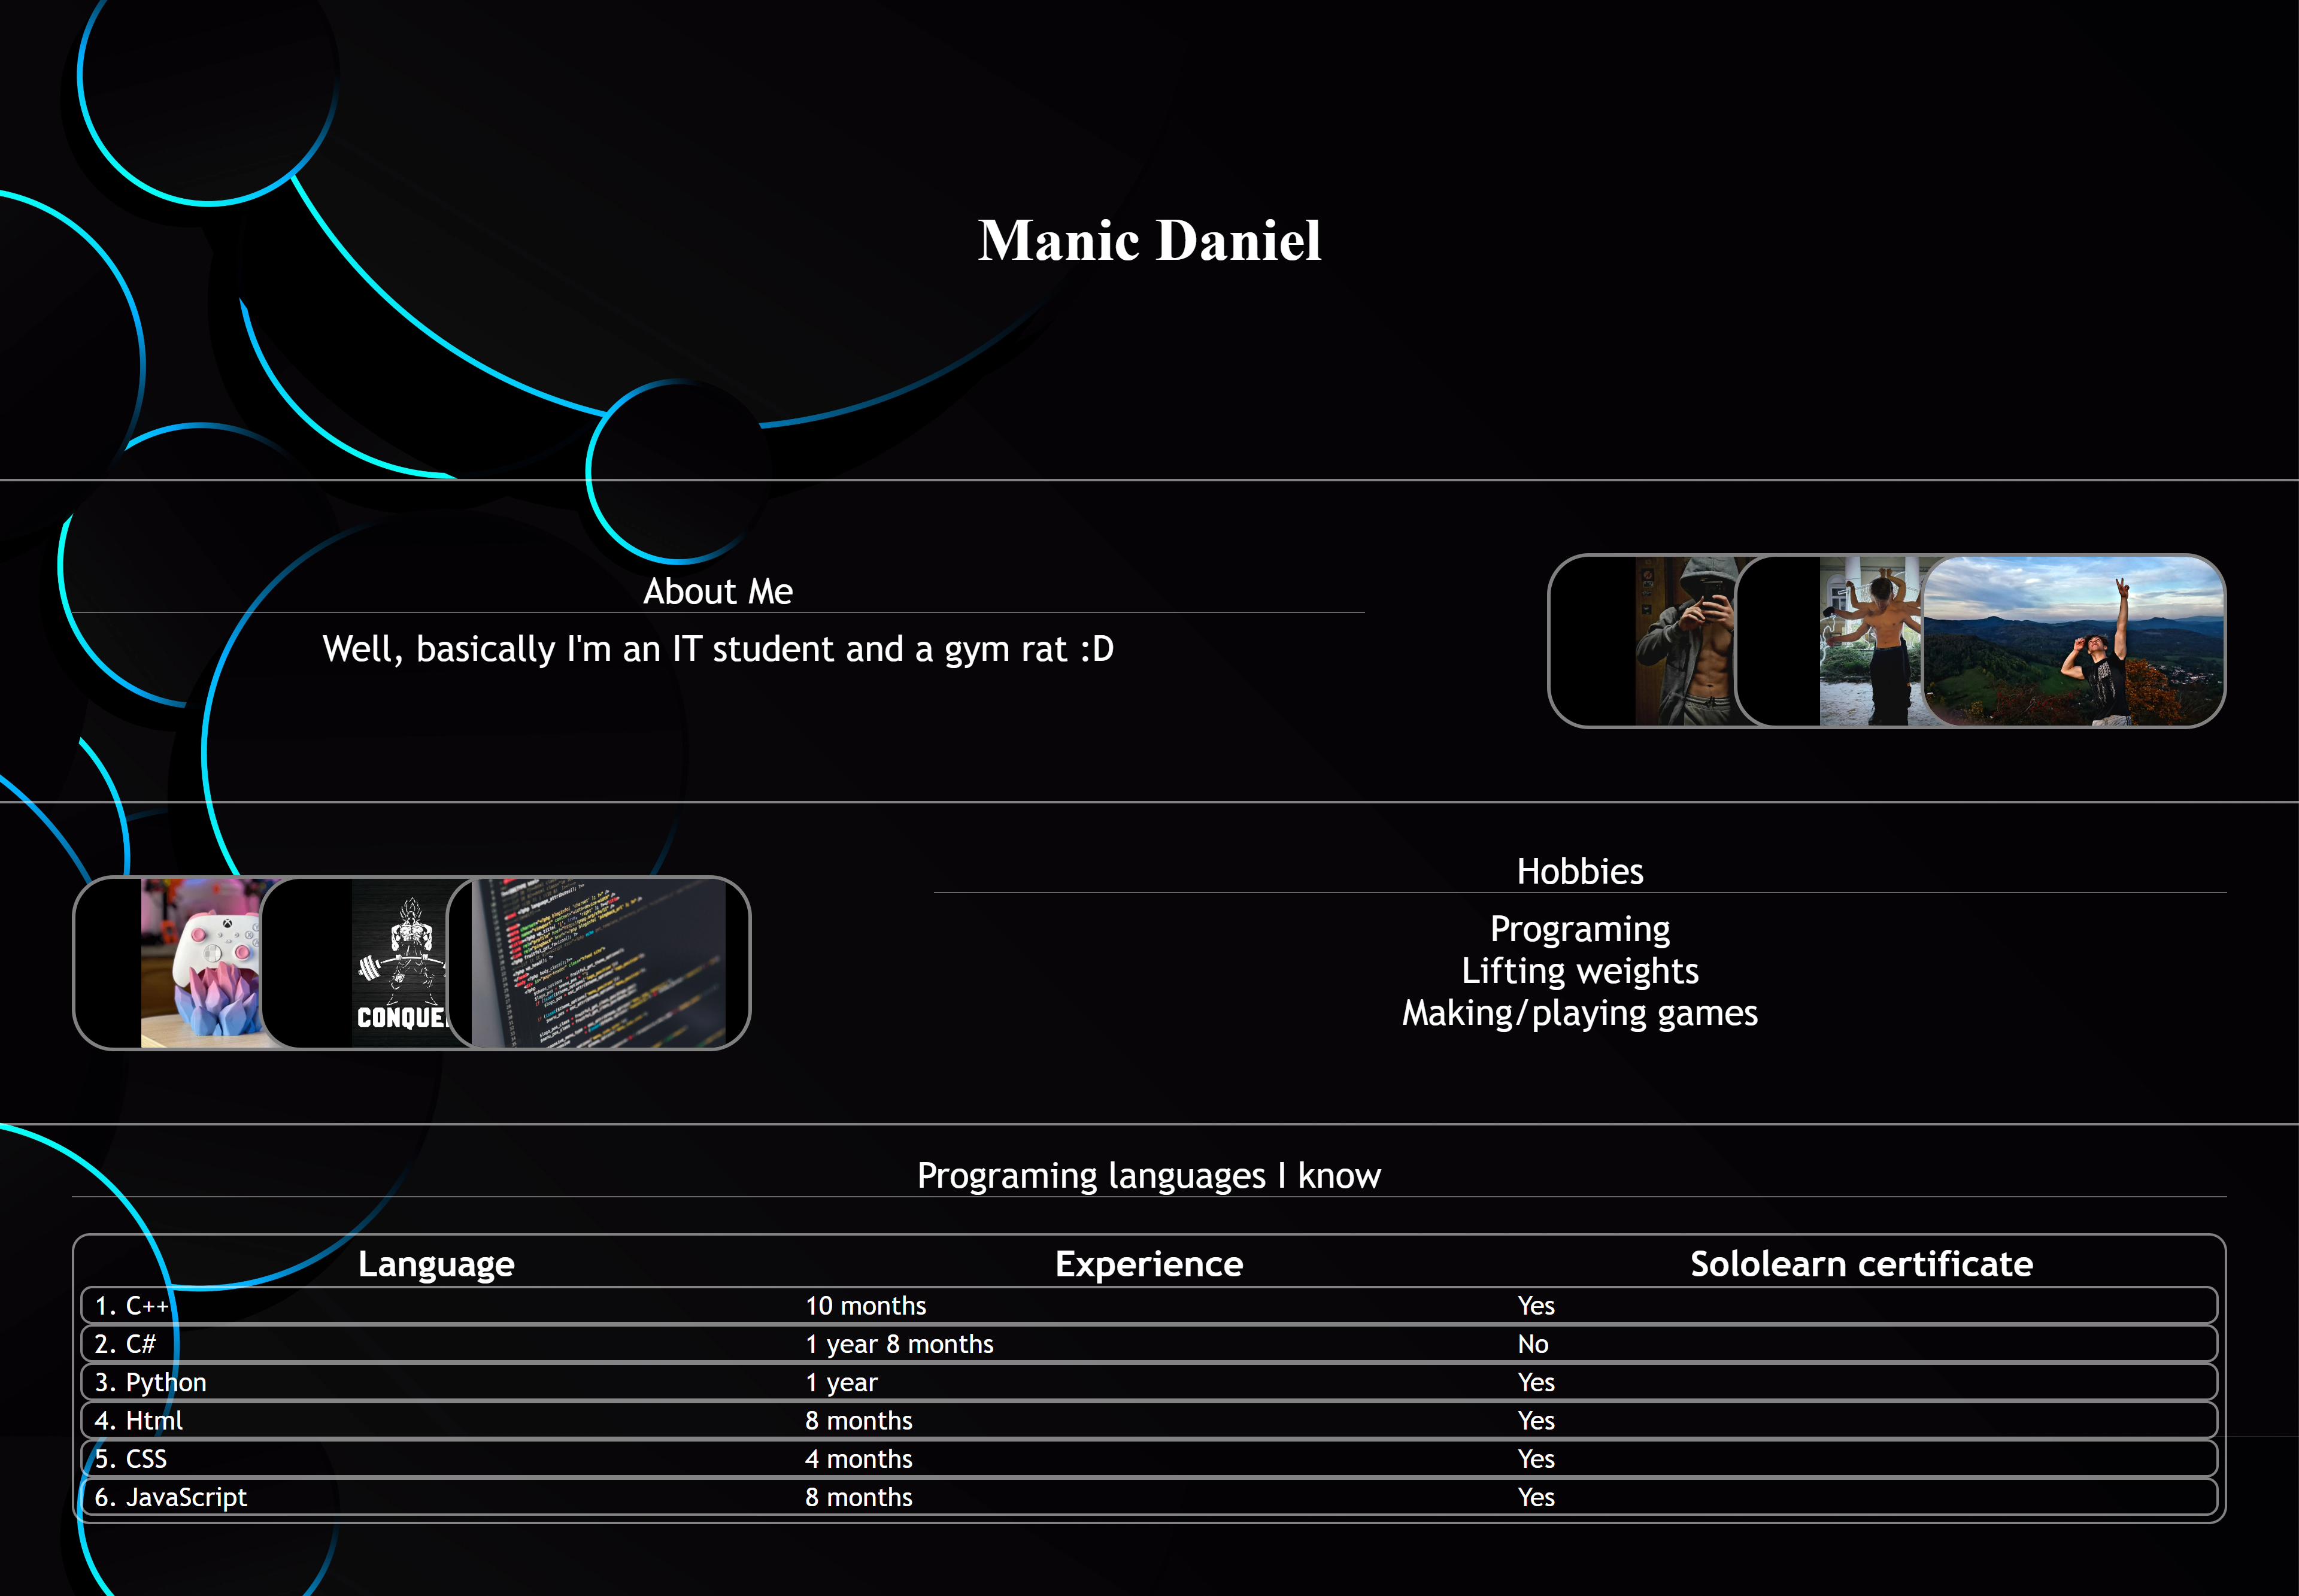 Manic Daniel
About Me
Well, basically I'm an IT student and a gym rat :D
Hobbies
Programing
Lifting weights
Making/playing games
CONQUE
Programing languages I know
Language Experience Sololearn certificate
1. C++ 10 months Yes
2. C# 1 year 8 months No
3. Python 1 year Yes
4. Html 8 months Yes
5. CSS 4 months Yes
6. JavaScript 8 months Yes